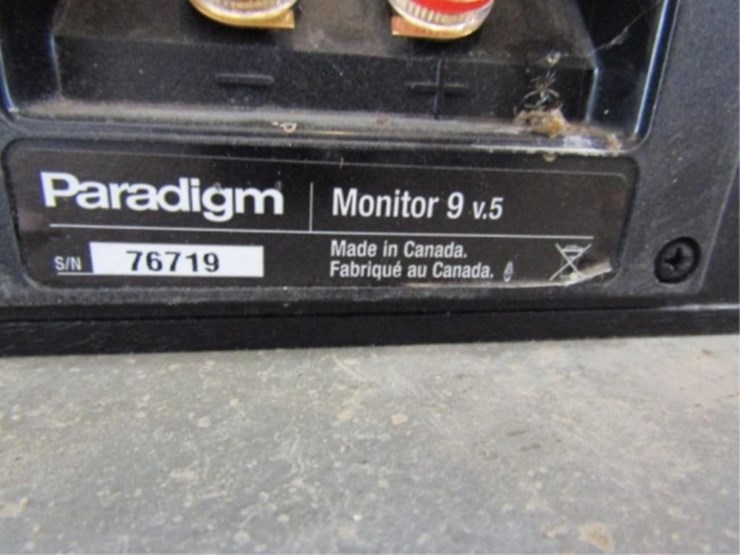 − +
Paradigm Monitor 9 v.5
S/N 76719
Made in Canada.
Fabriqué au Canada.